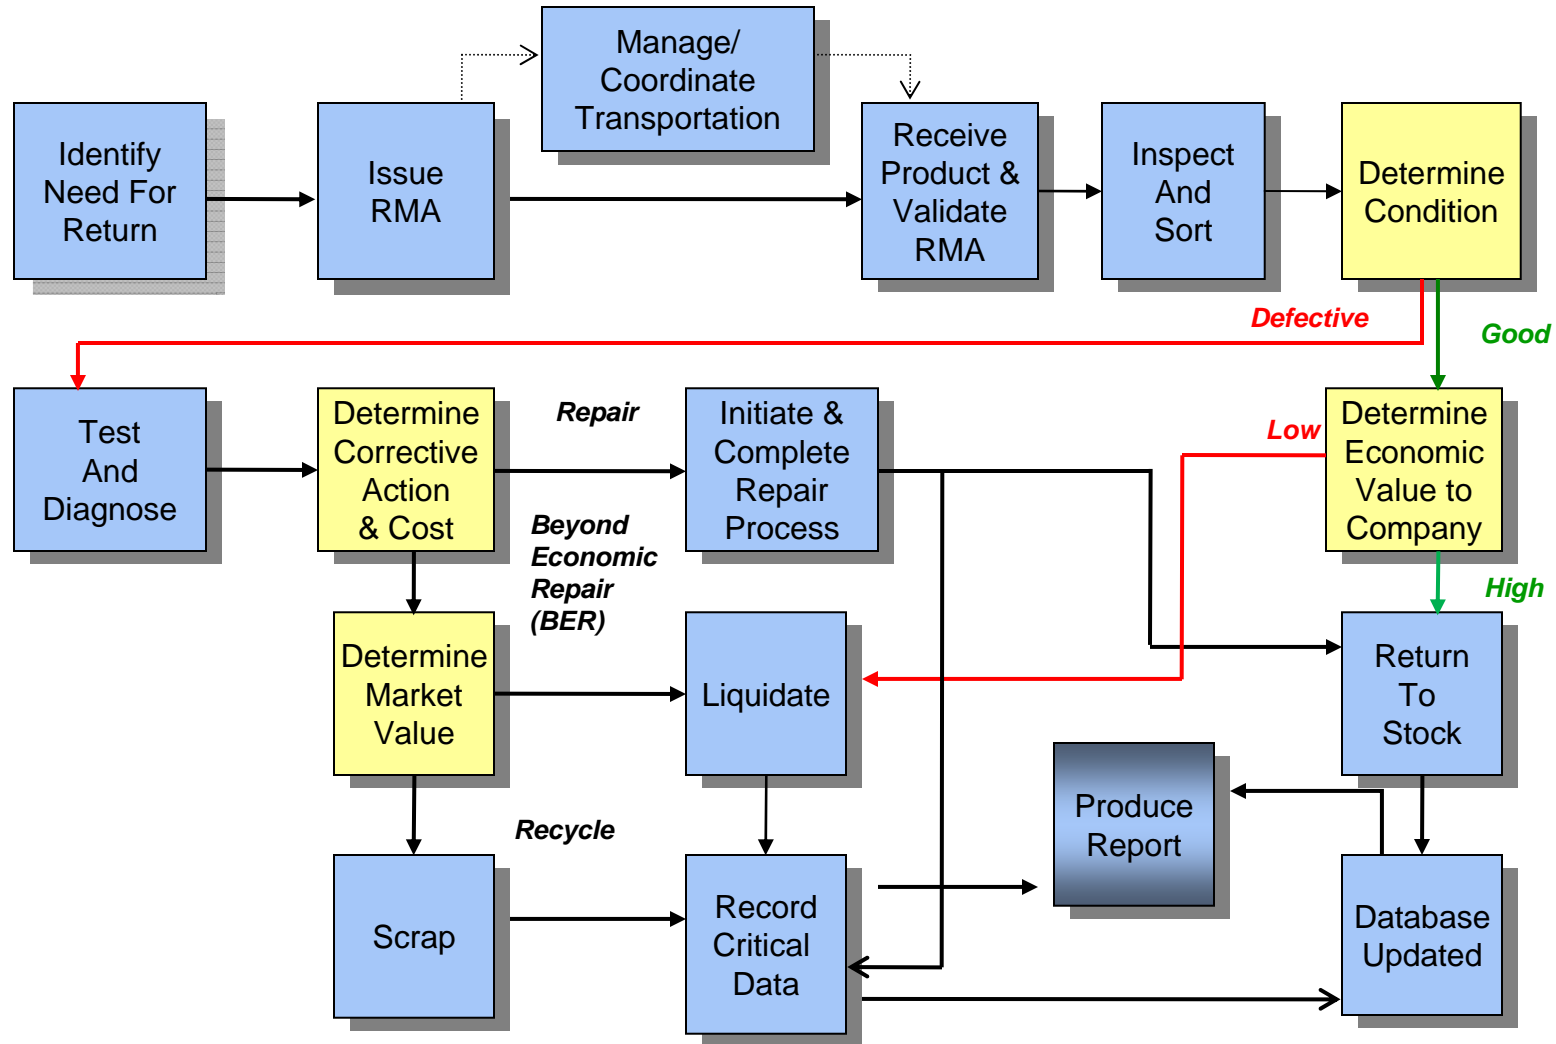 Identify
Need For
Return
Issue
RMA
Manage/
Coordinate
Transportation
Receive
Product &
Validate
RMA
Inspect
And
Sort
Determine
Condition
Defective
Good
Test
And
Diagnose
Determine
Corrective
Action
& Cost
Repair
Beyond
Economic
Repair
(BER)
Initiate &
Complete
Repair
Process
Low
Determine
Economic
Value to
Company
High
Determine
Market
Value
Liquidate
Return
To
Stock
Recycle
Scrap
Record
Critical
Data
Produce
Report
Database
Updated